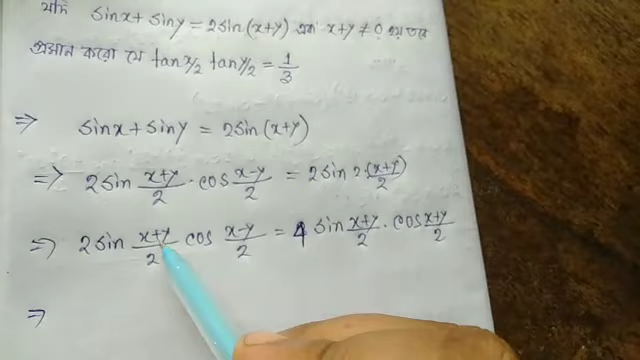 যদি sinx + siny = 2sin(x+y) এবং x+y ≠ 0 হয় তবে
প্রমান করো যে tan x/2 tan y/2 = 1/3
⇒ sinx + siny = 2sin(x+y)
⇒ 2sin (x+y)/2 · cos (x-y)/2 = 2sin 2·(x+y)/2
⇒ 2sin (x+y)/2 cos (x-y)/2 = 4 sin (x+y)/2 · cos (x+y)/2
⇒